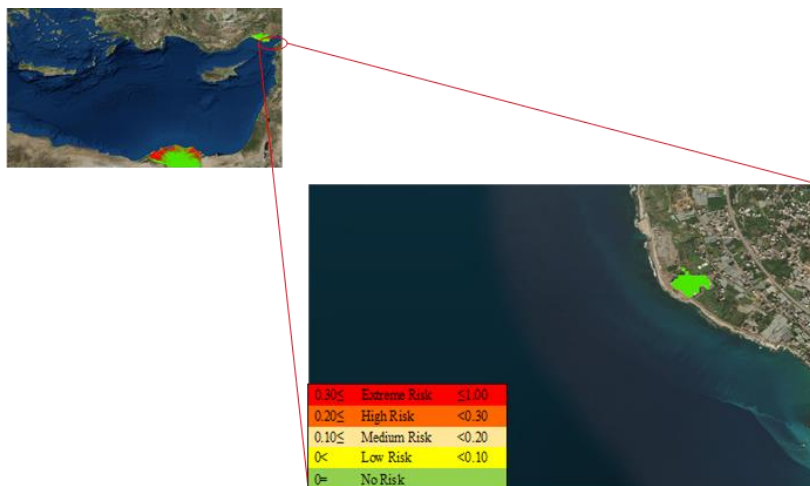 0.30≤ Extreme Risk ≤1.00
0.20≤ High Risk <0.30
0.10≤ Medium Risk <0.20
0< Low Risk <0.10
0= No Risk